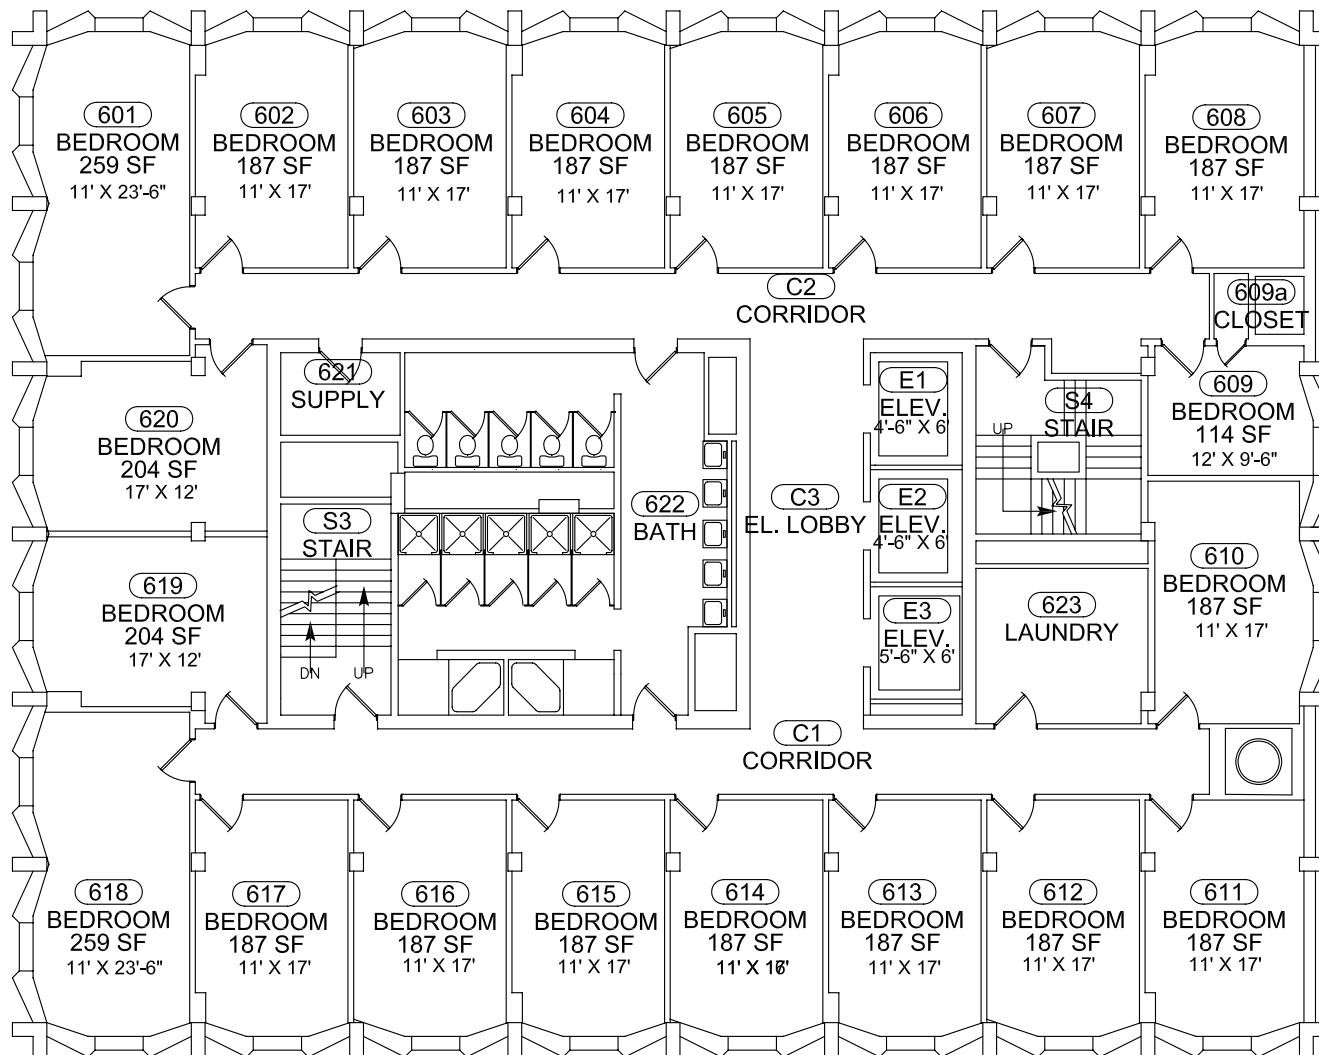 601
BEDROOM
259 SF
11' X 23'-6"
602
BEDROOM
187 SF
11' X 17'
603
BEDROOM
187 SF
11' X 17'
604
BEDROOM
187 SF
11' X 17'
605
BEDROOM
187 SF
11' X 17'
606
BEDROOM
187 SF
11' X 17'
607
BEDROOM
187 SF
11' X 17'
608
BEDROOM
187 SF
11' X 17'
C2
CORRIDOR
609a
CLOSET
621
SUPPLY
E1
ELEV.
4'-6" X 6'
S4
STAIR
UP
609
BEDROOM
114 SF
12' X 9'-6"
620
BEDROOM
204 SF
17' X 12'
S3
STAIR
622
BATH
C3
EL. LOBBY
E2
ELEV.
4'-6" X 6'
610
BEDROOM
187 SF
11' X 17'
619
BEDROOM
204 SF
17' X 12'
DN
UP
E3
ELEV.
5'-6" X 6'
623
LAUNDRY
C1
CORRIDOR
618
BEDROOM
259 SF
11' X 23'-6"
617
BEDROOM
187 SF
11' X 17'
616
BEDROOM
187 SF
11' X 17'
615
BEDROOM
187 SF
11' X 17'
614
BEDROOM
187 SF
11' X
613
BEDROOM
187 SF
11' X 17'
612
BEDROOM
187 SF
11' X 17'
611
BEDROOM
187 SF
11' X 17'